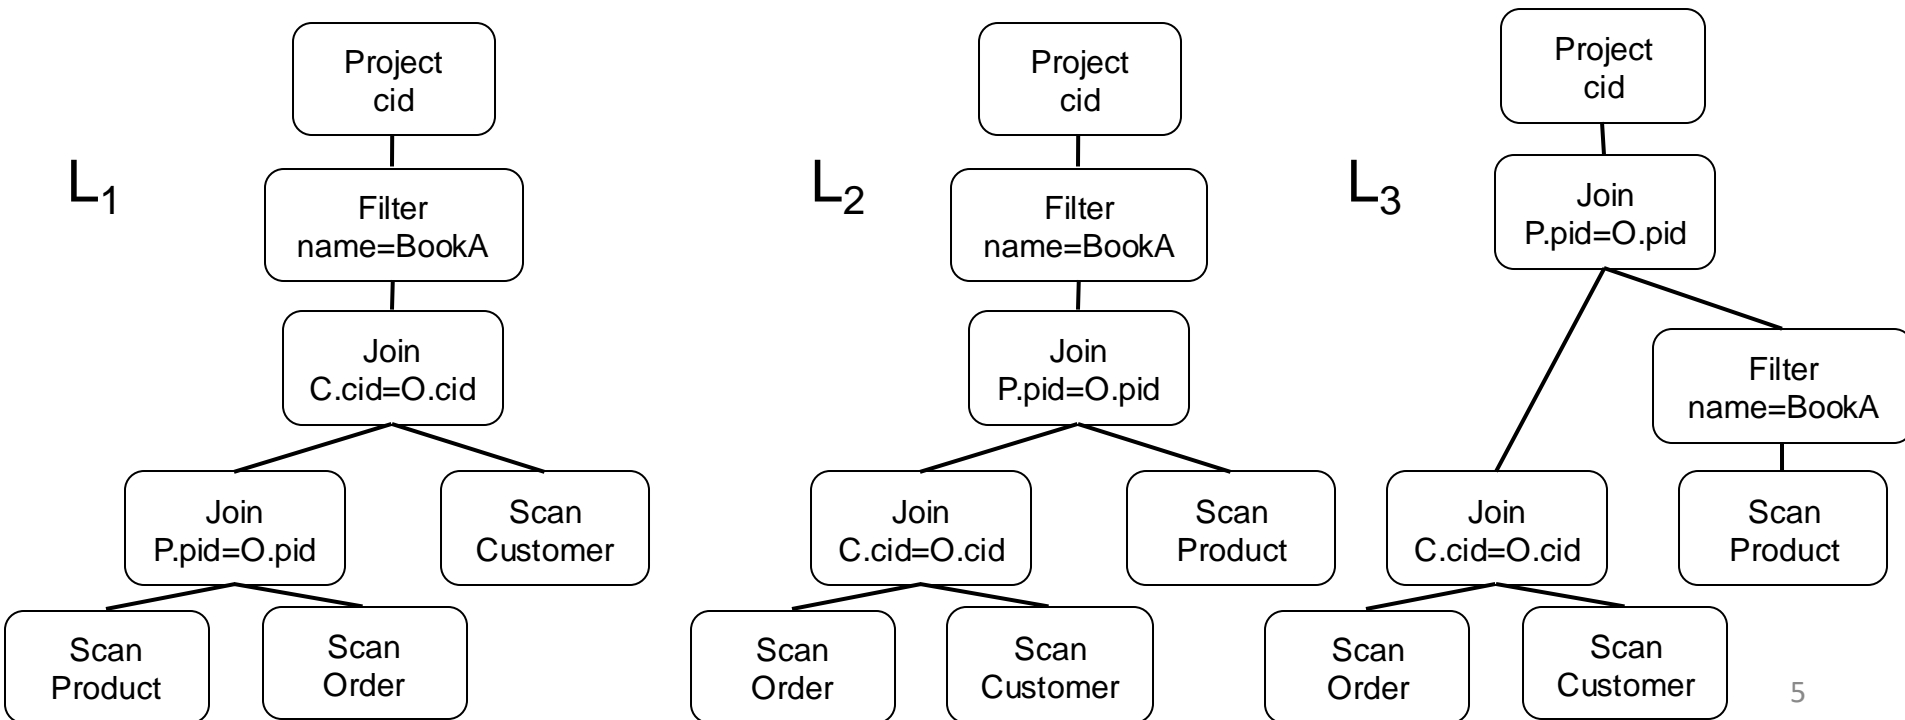 L1
Project
cid
Filter
name=BookA
Join
C.cid=O.cid
Join
P.pid=O.pid
Scan
Customer
Scan
Product
Scan
Order
L2
Project
cid
Filter
name=BookA
Join
P.pid=O.pid
Join
C.cid=O.cid
Scan
Product
Scan
Order
Scan
Customer
L3
Project
cid
Join
P.pid=O.pid
Filter
name=BookA
Join
C.cid=O.cid
Scan
Product
Scan
Order
Scan
Customer
5